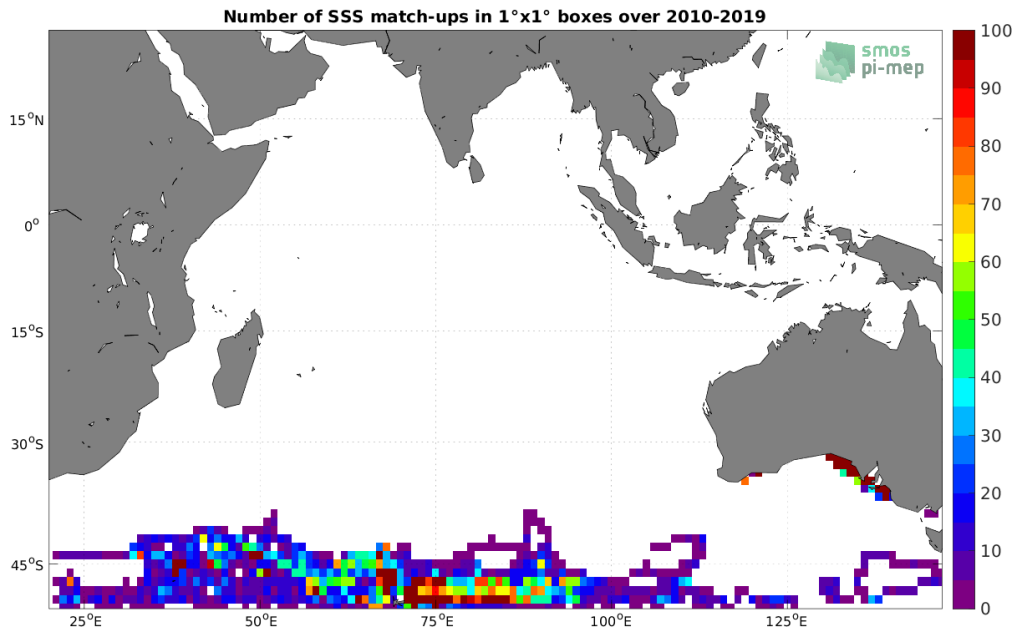 Number of SSS match-ups in 1°x1° boxes over 2010-2019
smos
pi-mep
15°N
0°
15°S
30°S
45°S
25°E
50°E
75°E
100°E
125°E
100
90
80
70
60
50
40
30
20
10
0